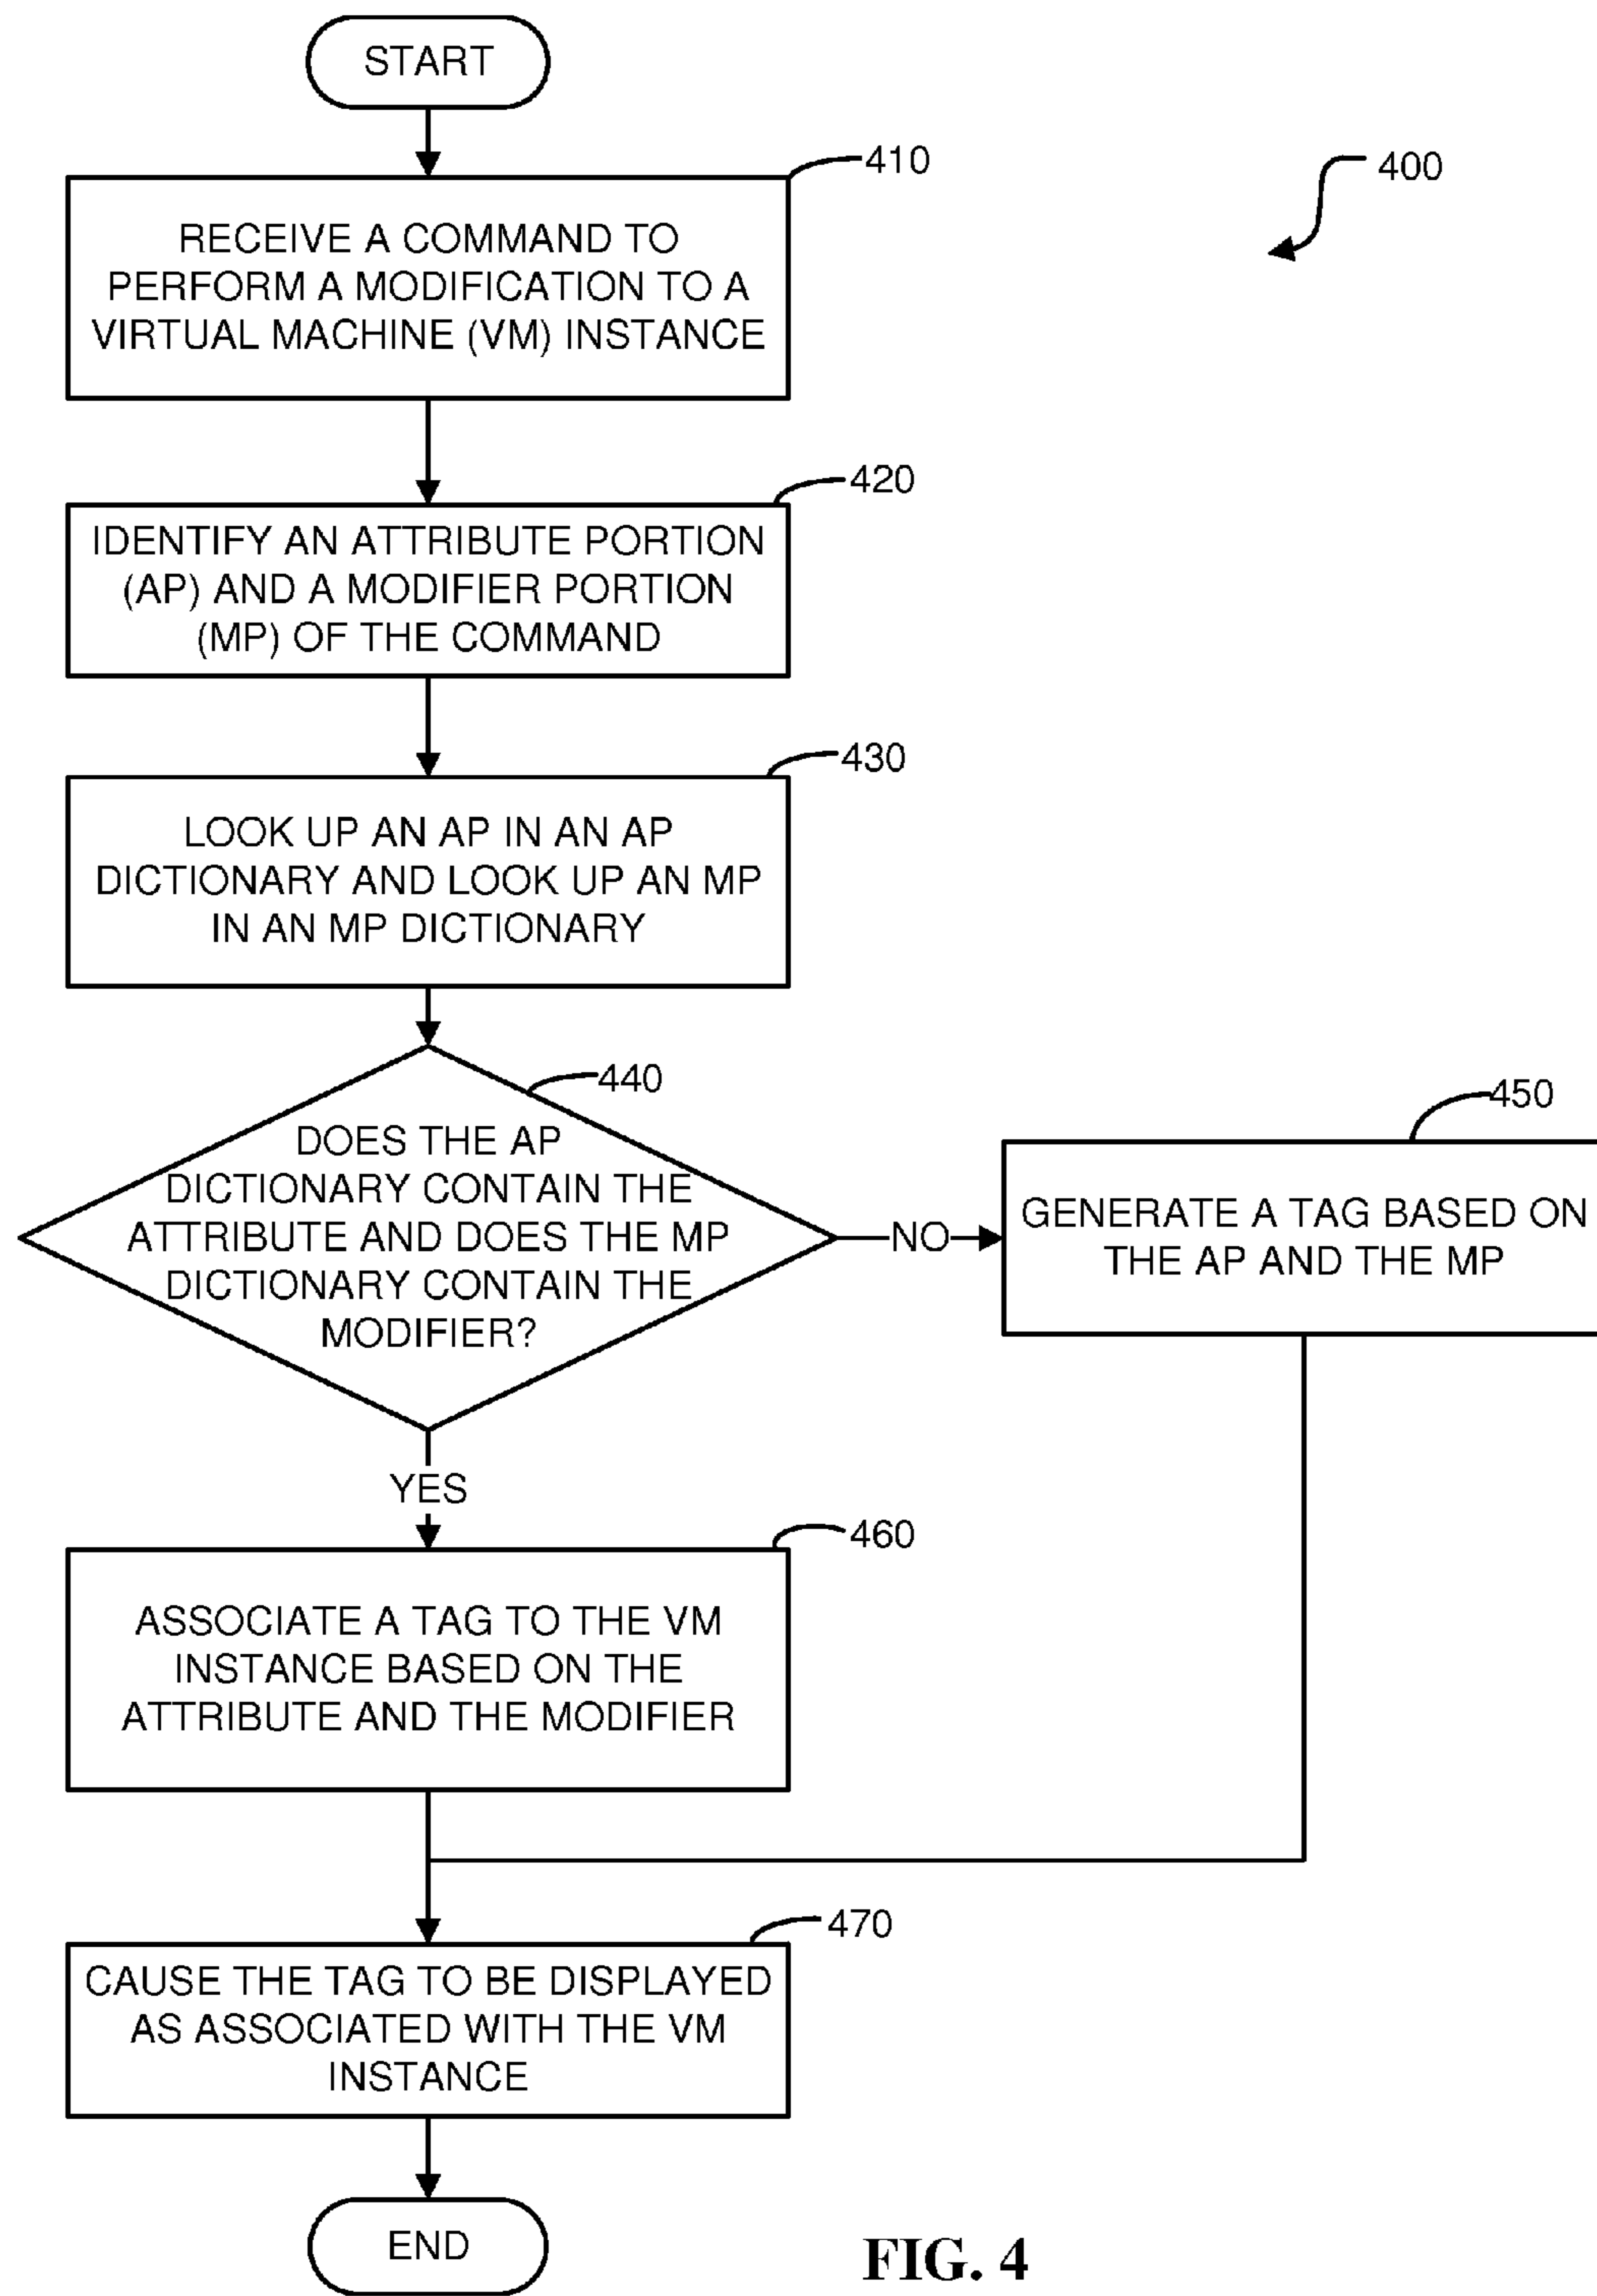 START
410
400
RECEIVE A COMMAND TO
PERFORM A MODIFICATION TO A
VIRTUAL MACHINE (VM) INSTANCE
420
IDENTIFY AN ATTRIBUTE PORTION
(AP) AND A MODIFIER PORTION
(MP) OF THE COMMAND
430
LOOK UP AN AP IN AN AP
DICTIONARY AND LOOK UP AN MP
IN AN MP DICTIONARY
440
DOES THE AP
DICTIONARY CONTAIN THE
ATTRIBUTE AND DOES THE MP
DICTIONARY CONTAIN THE
MODIFIER?
NO
450
GENERATE A TAG BASED ON
THE AP AND THE MP
YES
460
ASSOCIATE A TAG TO THE VM
INSTANCE BASED ON THE
ATTRIBUTE AND THE MODIFIER
470
CAUSE THE TAG TO BE DISPLAYED
AS ASSOCIATED WITH THE VM
INSTANCE
END
FIG. 4